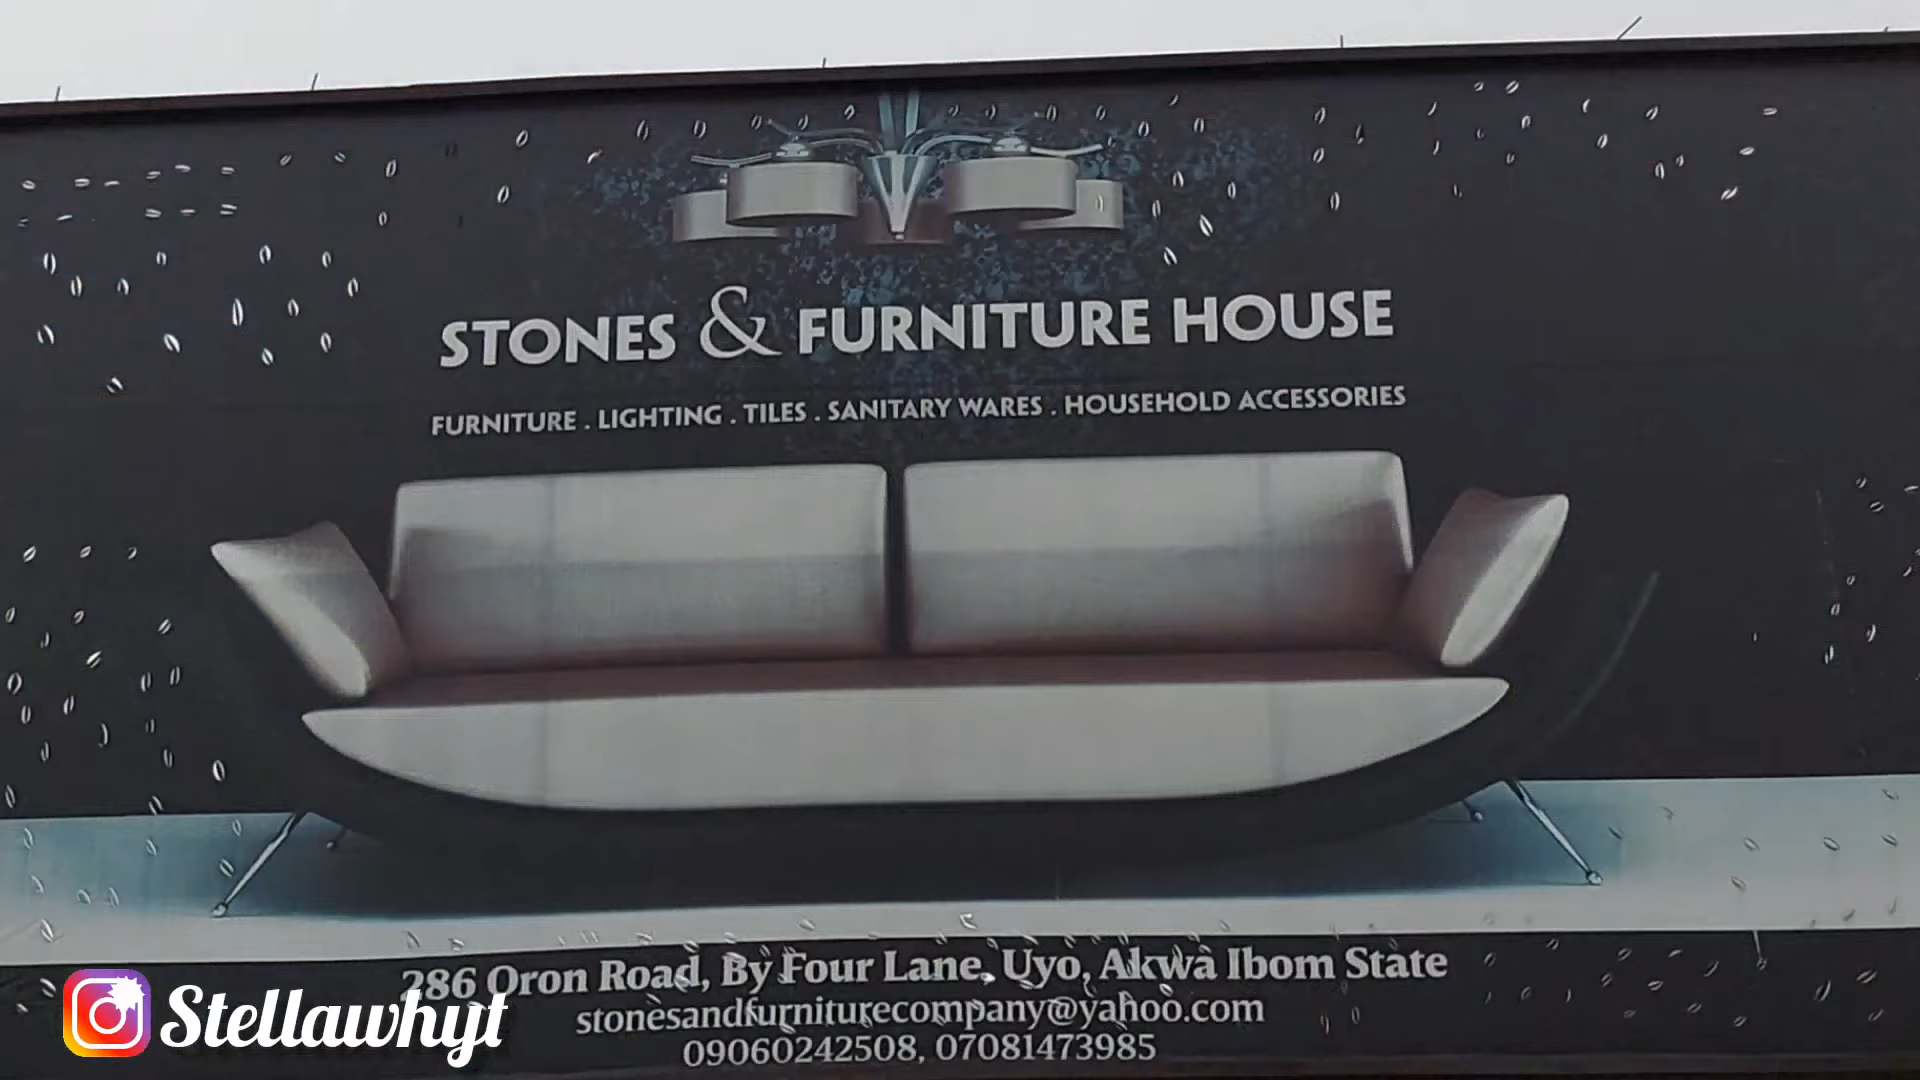 STONES & FURNITURE HOUSE
FURNITURE . LIGHTING . TILES . SANITARY WARES . HOUSEHOLD ACCESSORIES
286 Oron Road, By Four Lane, Uyo, Akwa Ibom State
stonesandfurniturecompany@yahoo.com
09060242508, 07081473985
Stellawhyt